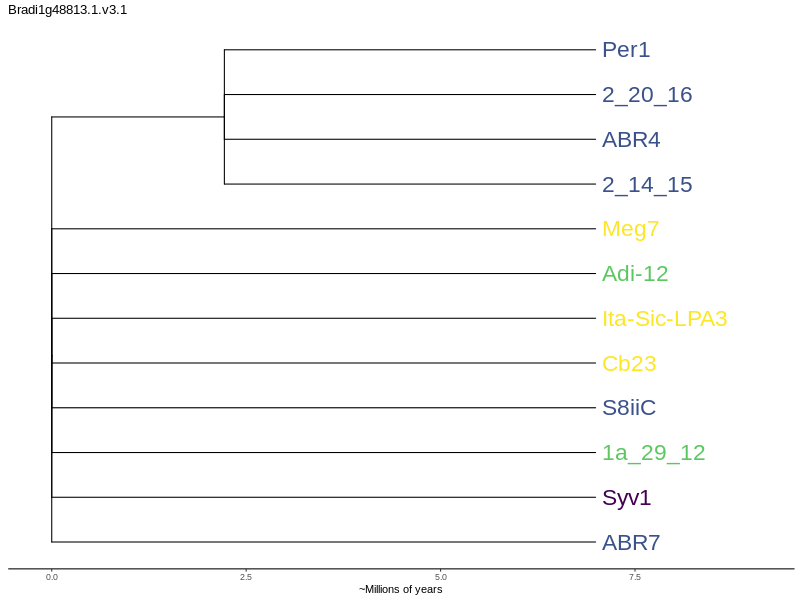 Bradi1g48813.1.v3.1
Per1
2_20_16
ABR4
2_14_15
Meg7
Adi-12
Ita-Sic-LPA3
Cb23
S8iiC
1a_29_12
Syv1
ABR7
0.0 2.5 5.0 7.5
~Millions of years